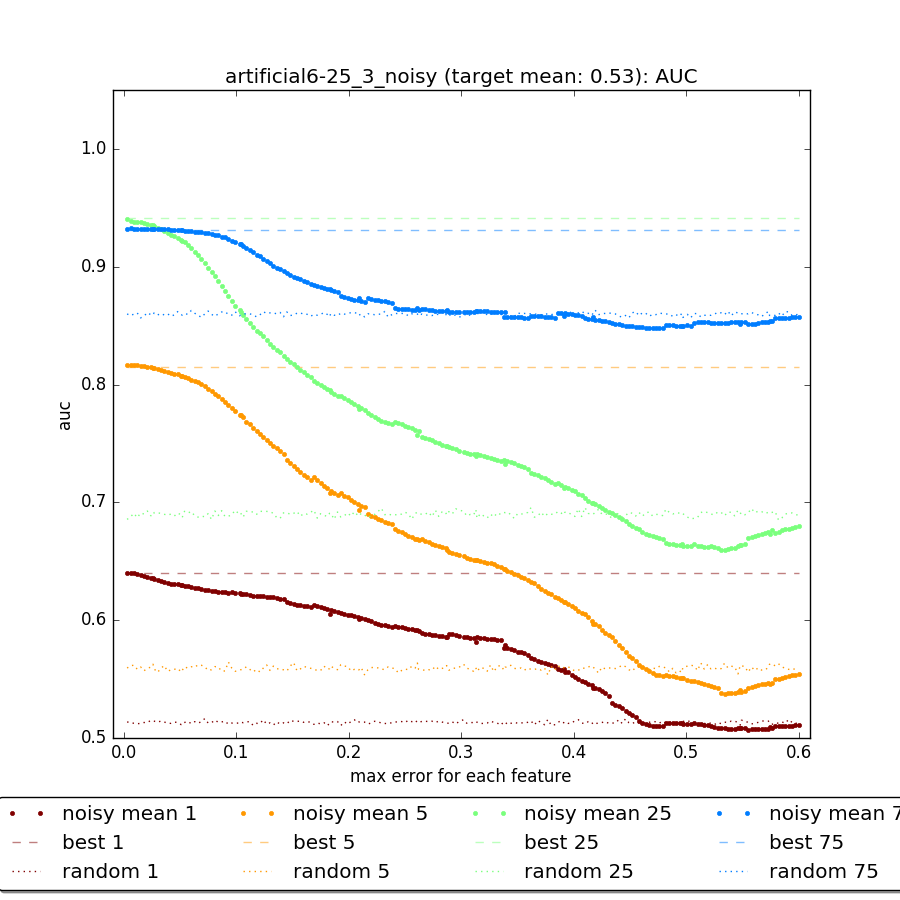 artificial6-25_3_noisy (target mean: 0.53): AUC
1.0
0.9
0.8
0.7
0.6
0.5
auc
0.0 0.1 0.2 0.3 0.4 0.5 0.6
max error for each feature
noisy mean 1 noisy mean 5 noisy mean 25 noisy mean 7
best 1 best 5 best 25 best 75
random 1 random 5 random 25 random 75